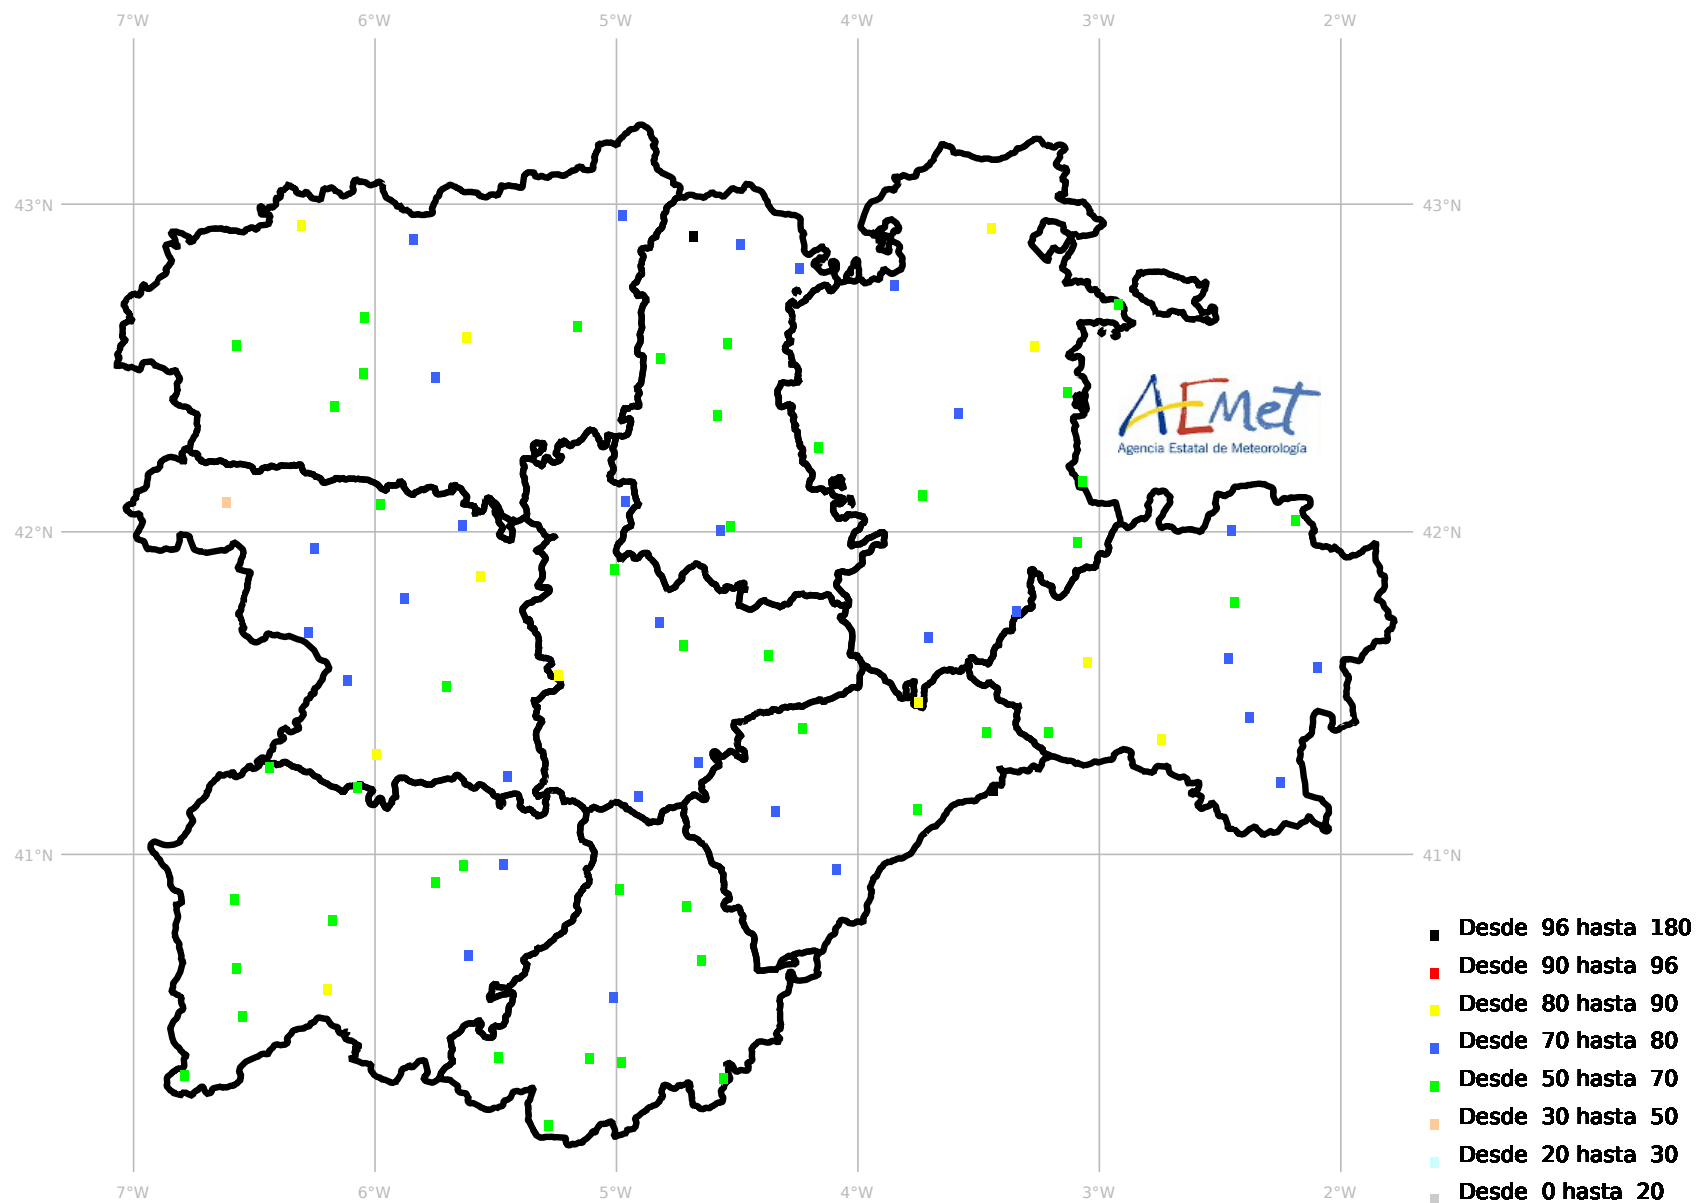 7°W 6°W 5°W 4°W 3°W 2°W
43°N 43°N
AEMet
Agencia Estatal de Meteorología
42°N 42°N
41°N 41°N
Desde 96 hasta 180
Desde 90 hasta 96
Desde 80 hasta 90
Desde 70 hasta 80
Desde 50 hasta 70
Desde 30 hasta 50
Desde 20 hasta 30
Desde 0 hasta 20
7°W 6°W 5°W 4°W 3°W 2°W